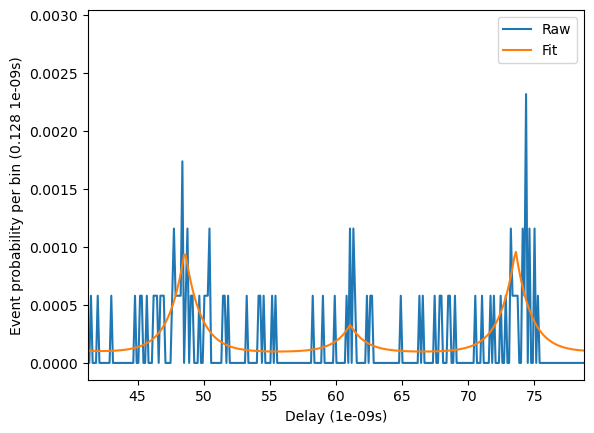 0.0030
0.0025
0.0020
0.0015
0.0010
0.0005
0.0000
Event probability per bin (0.128 1e-09s)
Raw
Fit
45 50 55 60 65 70 75
Delay (1e-09s)